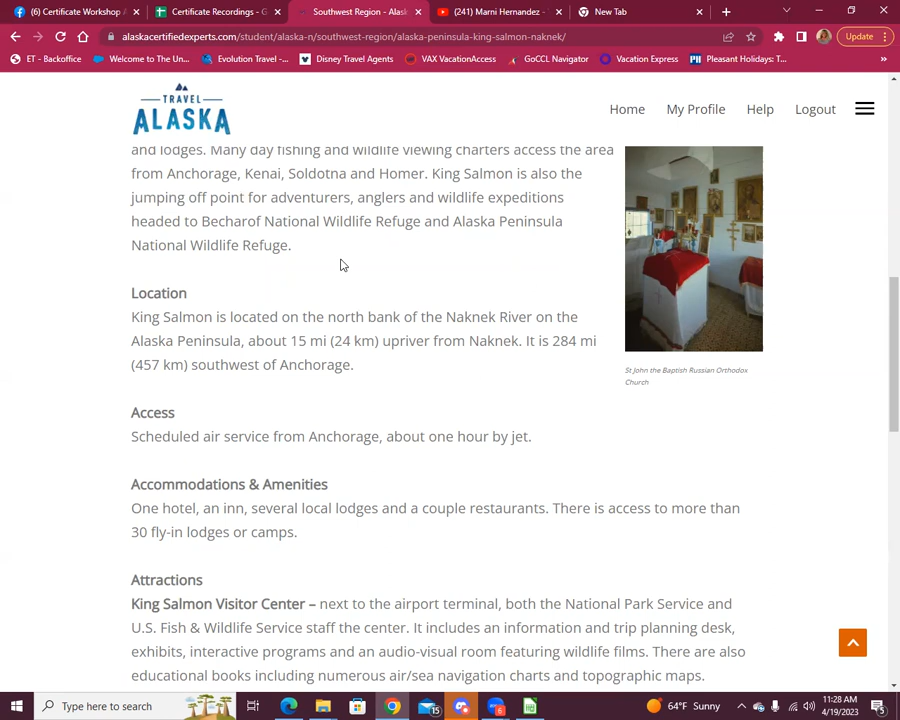 (6) Certificate Workshop A
Certificate Recordings - G
Southwest Region - Alask
(241) Marni Hernandez -
New Tab
alaskacertifiedexperts.com/student/alaska-n/southwest-region/alaska-peninsula-king-salmon-naknek/
Update
ET - Backoffice
Welcome to The Un...
Evolution Travel -...
Disney Travel Agents
VAX VacationAccess
GoCCL Navigator
Vacation Express
Pleasant Holidays: T...
TRAVEL
ALASKA
Home
My Profile
Help
Logout
and lodges. Many day fishing and wildlife viewing charters access the area
from Anchorage, Kenai, Soldotna and Homer. King Salmon is also the
jumping off point for adventurers, anglers and wildlife expeditions
headed to Becharof National Wildlife Refuge and Alaska Peninsula
National Wildlife Refuge.
St John the Baptish Russian Orthodox
Church
Location
King Salmon is located on the north bank of the Naknek River on the
Alaska Peninsula, about 15 mi (24 km) upriver from Naknek. It is 284 mi
(457 km) southwest of Anchorage.
Access
Scheduled air service from Anchorage, about one hour by jet.
Accommodations & Amenities
One hotel, an inn, several local lodges and a couple restaurants. There is access to more than
30 fly-in lodges or camps.
Attractions
King Salmon Visitor Center – next to the airport terminal, both the National Park Service and
U.S. Fish & Wildlife Service staff the center. It includes an information and trip planning desk,
exhibits, interactive programs and an audio-visual room featuring wildlife films. There are also
educational books including numerous air/sea navigation charts and topographic maps.
Type here to search
15
6
64°F Sunny
11:28 AM
4/19/2023
5